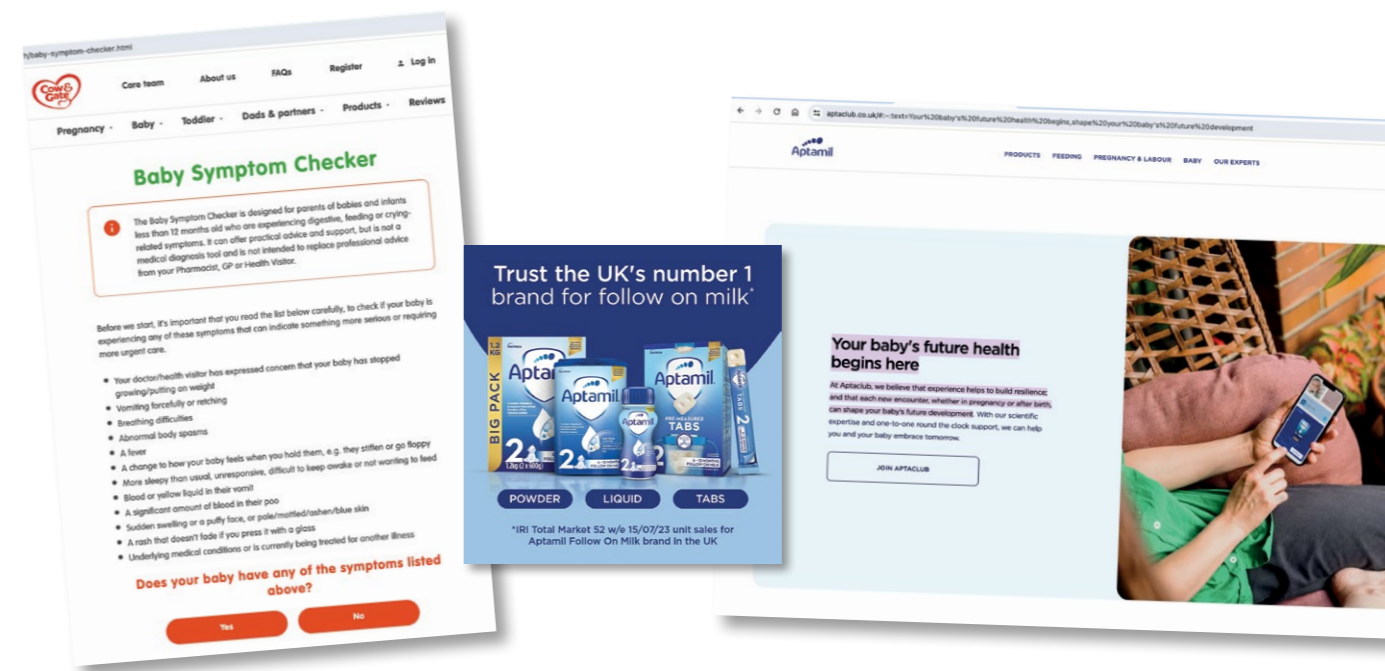 h/baby-symptom-checker.html
Cow &
Gate
Care team
About us
FAQs
Register
Log in
Pregnancy
Baby
Toddler
Dads & partners
Products
Reviews
Baby Symptom Checker
The Baby Symptom Checker is designed for parents of babies and infants
less than 12 months old who are experiencing digestive, feeding or crying-
related symptoms. It can offer practical advice and support, but is not a
medical diagnosis tool and is not intended to replace professional advice
from your Pharmacist, GP or Health Visitor.
Before we start, it's important that you read the list below carefully, to check if your baby is
experiencing any of these symptoms that can indicate something more serious or requiring
more urgent care.
• Your doctor/health visitor has expressed concern that your baby has stopped
growing/putting on weight
• Vomiting forcefully or retching
• Breathing difficulties
• Abnormal body spasms
• A fever
• A change to how your baby feels when you hold them, e.g. they stiffen or go floppy
• More sleepy than usual, unresponsive, difficult to keep awake or not wanting to feed
• Blood or yellow liquid in their vomit
• A significant amount of blood in their poo
• Sudden swelling or a puffy face, or pale/mottled/ashen/blue skin
• A rash that doesn't fade if you press it with a glass
• Underlying medical conditions or is currently being treated for another illness
Does your baby have any of the symptoms listed
above?
Yes
No
Trust the UK's number 1
brand for follow on milk*
1.2
KG
BIG PACK
Aptamil
2
1.2kg (2 x 600g)
Aptamil
2
Aptamil
2
Aptamil
PRE-MEASURED
TABS
2
TABS 2
POWDER
LIQUID
TABS
*IRI Total Market 52 w/e 15/07/23 unit sales for
Aptamil Follow On Milk brand in the UK
aptaclub.co.uk/#:~:text=Your%20baby's%20future%20health%20begins,shape%20your%20baby's%20future%20development
Aptamil
PRODUCTS
FEEDING
PREGNANCY & LABOUR
BABY
OUR EXPERTS
Your baby's future health
begins here
At Aptaclub, we believe that experience helps to build resilience;
and that each new encounter, whether in pregnancy or after birth,
can shape your baby's future development. With our scientific
expertise and one-to-one round the clock support, we can help
you and your baby embrace tomorrow.
JOIN APTACLUB